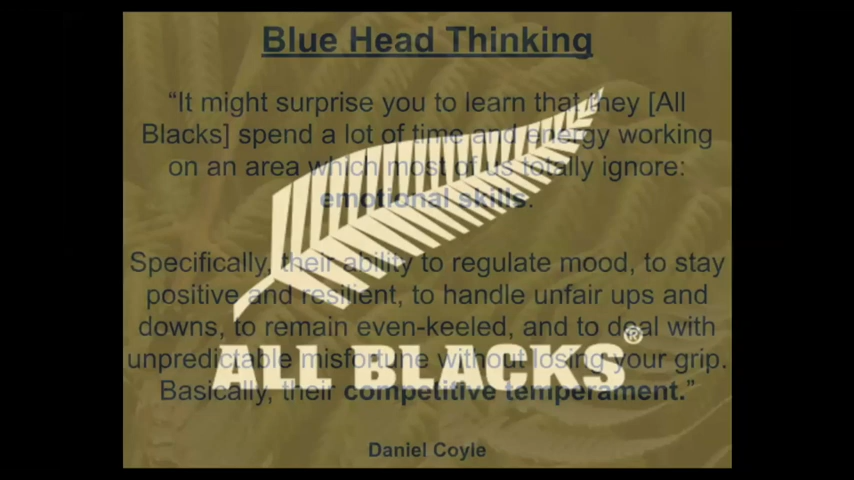 Blue Head Thinking
“It might surprise you to learn that they [All
Blacks] spend a lot of time and energy working
on an area which most of us totally ignore:
emotional skills.
Specifically, their ability to regulate mood, to stay
positive and resilient, to handle unfair ups and
downs, to remain even-keeled, and to deal with
unpredictable misfortune without losing your grip.
Basically, their competitive temperament.”
ALL BLACKS®
Daniel Coyle